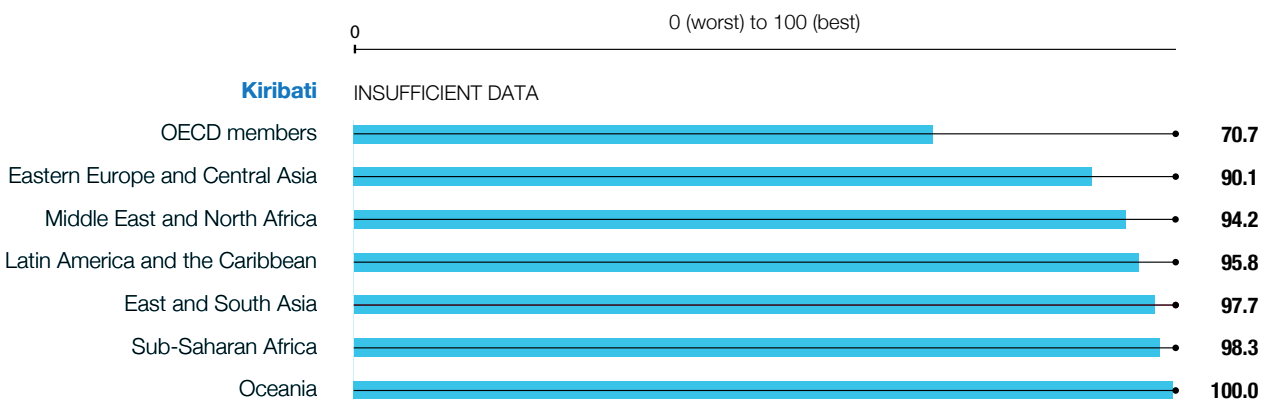 0 (worst) to 100 (best)
0
Kiribati INSUFFICIENT DATA
OECD members 70.7
Eastern Europe and Central Asia 90.1
Middle East and North Africa 94.2
Latin America and the Caribbean 95.8
East and South Asia 97.7
Sub-Saharan Africa 98.3
Oceania 100.0